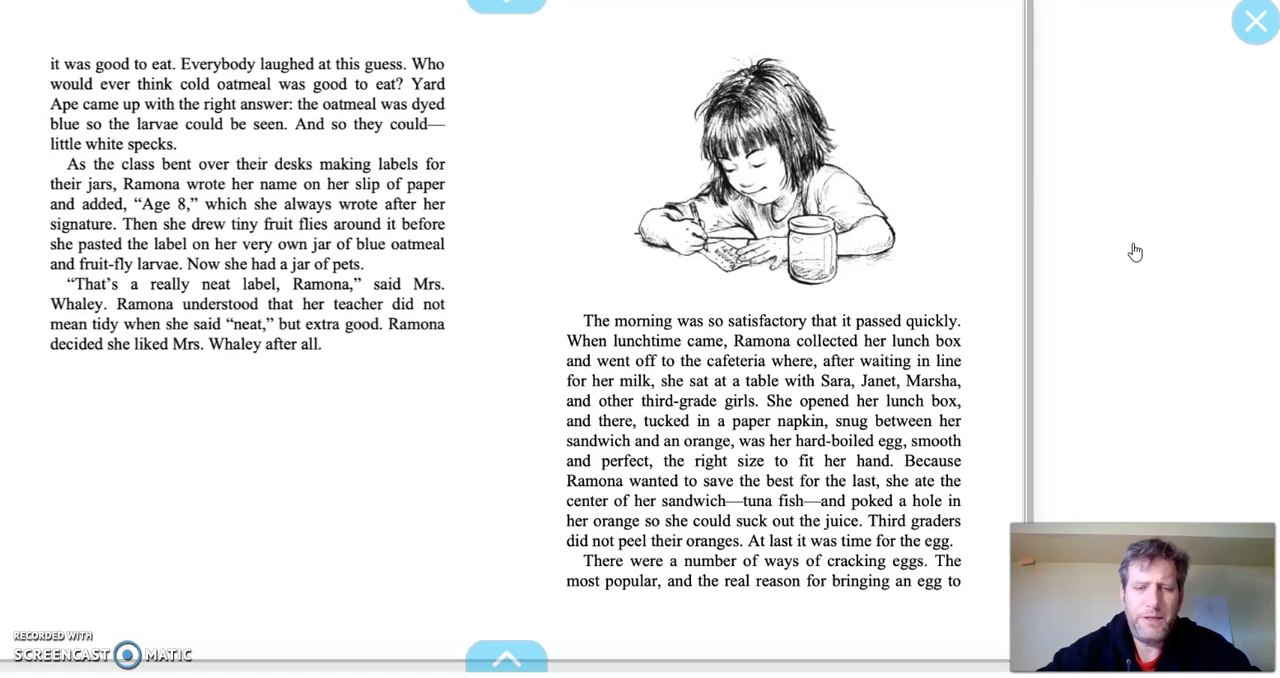 it was good to eat. Everybody laughed at this guess. Who
would ever think cold oatmeal was good to eat? Yard
Ape came up with the right answer: the oatmeal was dyed
blue so the larvae could be seen. And so they could—
little white specks.
As the class bent over their desks making labels for
their jars, Ramona wrote her name on her slip of paper
and added, “Age 8,” which she always wrote after her
signature. Then she drew tiny fruit flies around it before
she pasted the label on her very own jar of blue oatmeal
and fruit-fly larvae. Now she had a jar of pets.
“That’s a really neat label, Ramona,” said Mrs.
Whaley. Ramona understood that her teacher did not
mean tidy when she said “neat,” but extra good. Ramona
decided she liked Mrs. Whaley after all.
The morning was so satisfactory that it passed quickly.
When lunchtime came, Ramona collected her lunch box
and went off to the cafeteria where, after waiting in line
for her milk, she sat at a table with Sara, Janet, Marsha,
and other third-grade girls. She opened her lunch box,
and there, tucked in a paper napkin, snug between her
sandwich and an orange, was her hard-boiled egg, smooth
and perfect, the right size to fit her hand. Because
Ramona wanted to save the best for the last, she ate the
center of her sandwich—tuna fish—and poked a hole in
her orange so she could suck out the juice. Third graders
did not peel their oranges. At last it was time for the egg.
There were a number of ways of cracking eggs. The
most popular, and the real reason for bringing an egg to
RECORDED WITH
SCREENCAST MATIC